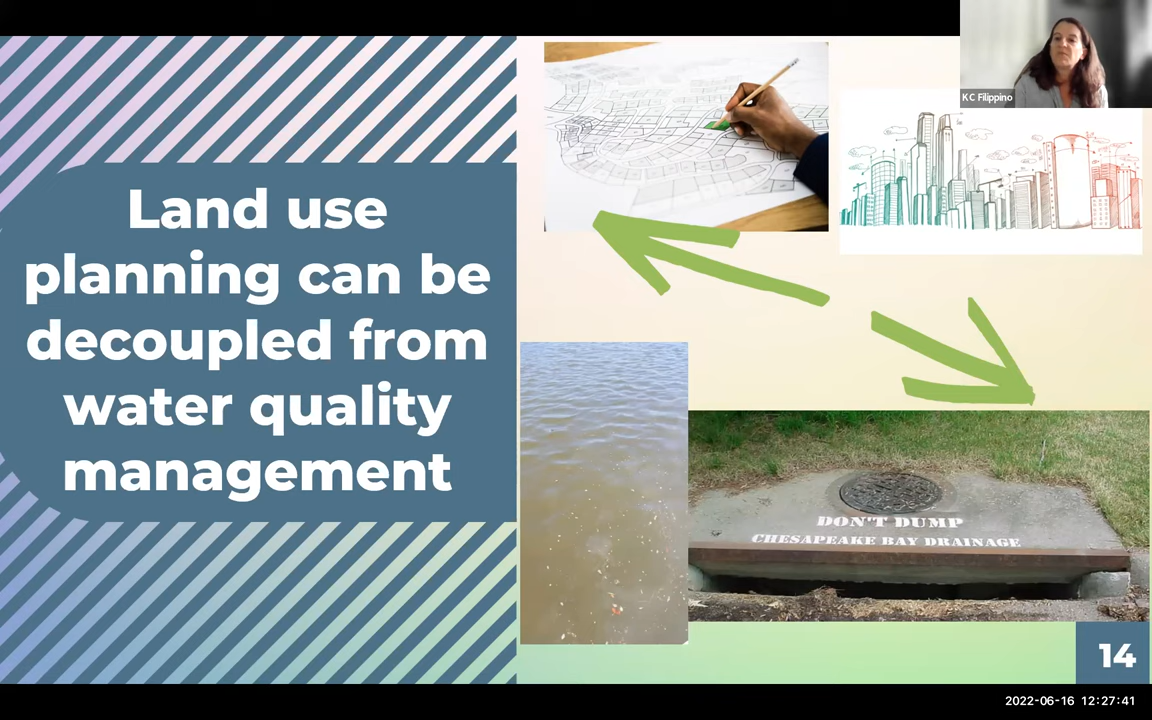 KC Filippino
Land use
planning can be
decoupled from
water quality
management
DON'T DUMP
CHESAPEAKE BAY DRAINAGE
14
2022-06-16 12:27:41